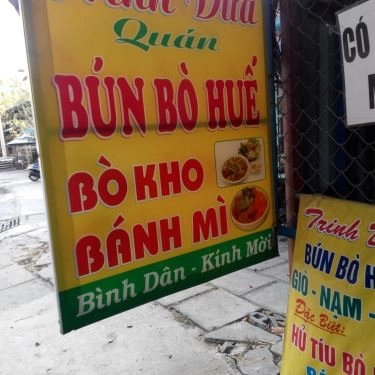 Quán
BÚN BÒ HUẾ
BÒ KHO
BÁNH MÌ
Bình Dân - Kính Mời
CÓ
Trinh
BÚN BÒ H
GIÒ - NẠM -
Đặc Biệt:
HỦ TÍU BÒ